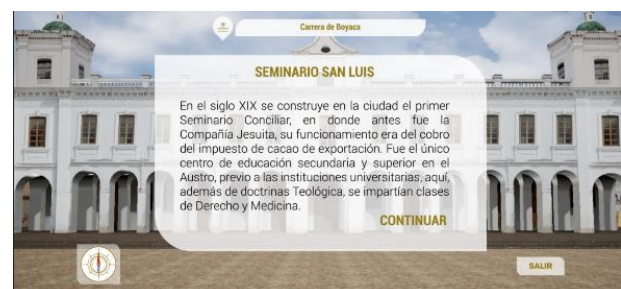 Carrera de Boyaca
SEMINARIO SAN LUIS
En el siglo XIX se construye en la ciudad el primer
Seminario Conciliar, en donde antes fue la
Compañía Jesuita, su funcionamiento era del cobro
del impuesto de cacao de exportación. Fue el único
centro de educación secundaria y superior en el
Austro, previo a las instituciones universitarias, aquí,
además de doctrinas Teológica, se impartían clases
de Derecho y Medicina.
CONTINUAR
SALIR